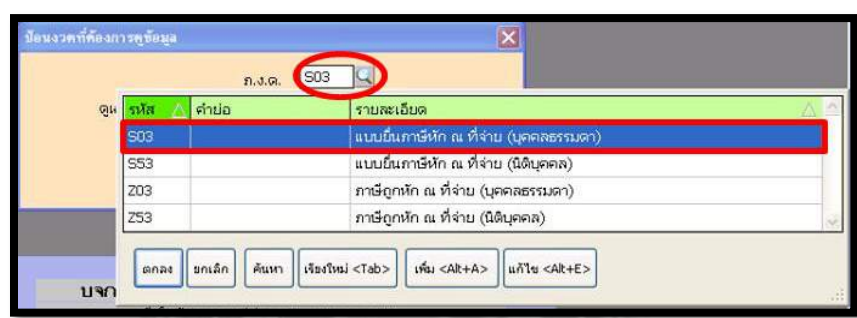 ป้อนงวดที่ต้องการดูข้อมูล
ภ.ง.ด. S03
ดูแ
รหัส คำย่อ รายละเอียด
S03 แบบยื่นภาษีหัก ณ ที่จ่าย (บุคคลธรรมดา)
S53 แบบยื่นภาษีหัก ณ ที่จ่าย (นิติบุคคล)
Z03 ภาษีถูกหัก ณ ที่จ่าย (บุคคลธรรมดา)
Z53 ภาษีถูกหัก ณ ที่จ่าย (นิติบุคคล)
ตกลง ยกเลิก ค้นหา เรียงใหม่ <Tab> เพิ่ม <Alt+A> แก้ไข <Alt+E>
บจก